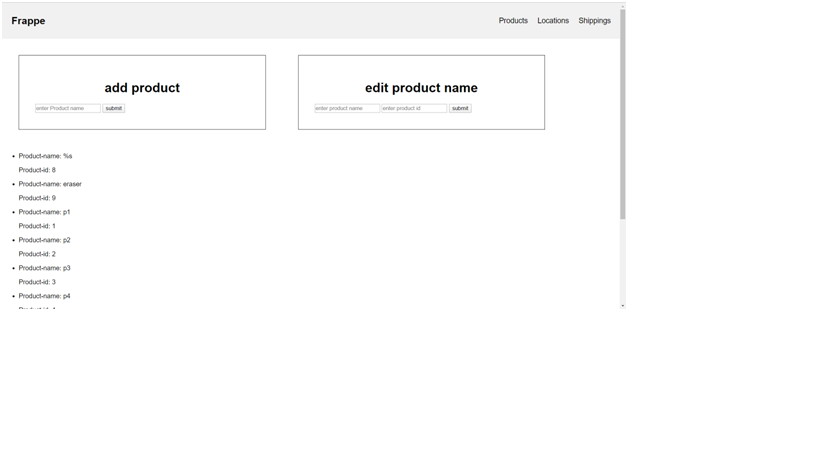 Frappe
Products Locations Shippings
add product
enter Product name submit
edit product name
enter product name enter product id submit
Product-name: %s
Product-id: 8
Product-name: eraser
Product-id: 9
Product-name: p1
Product-id: 1
Product-name: p2
Product-id: 2
Product-name: p3
Product-id: 3
Product-name: p4